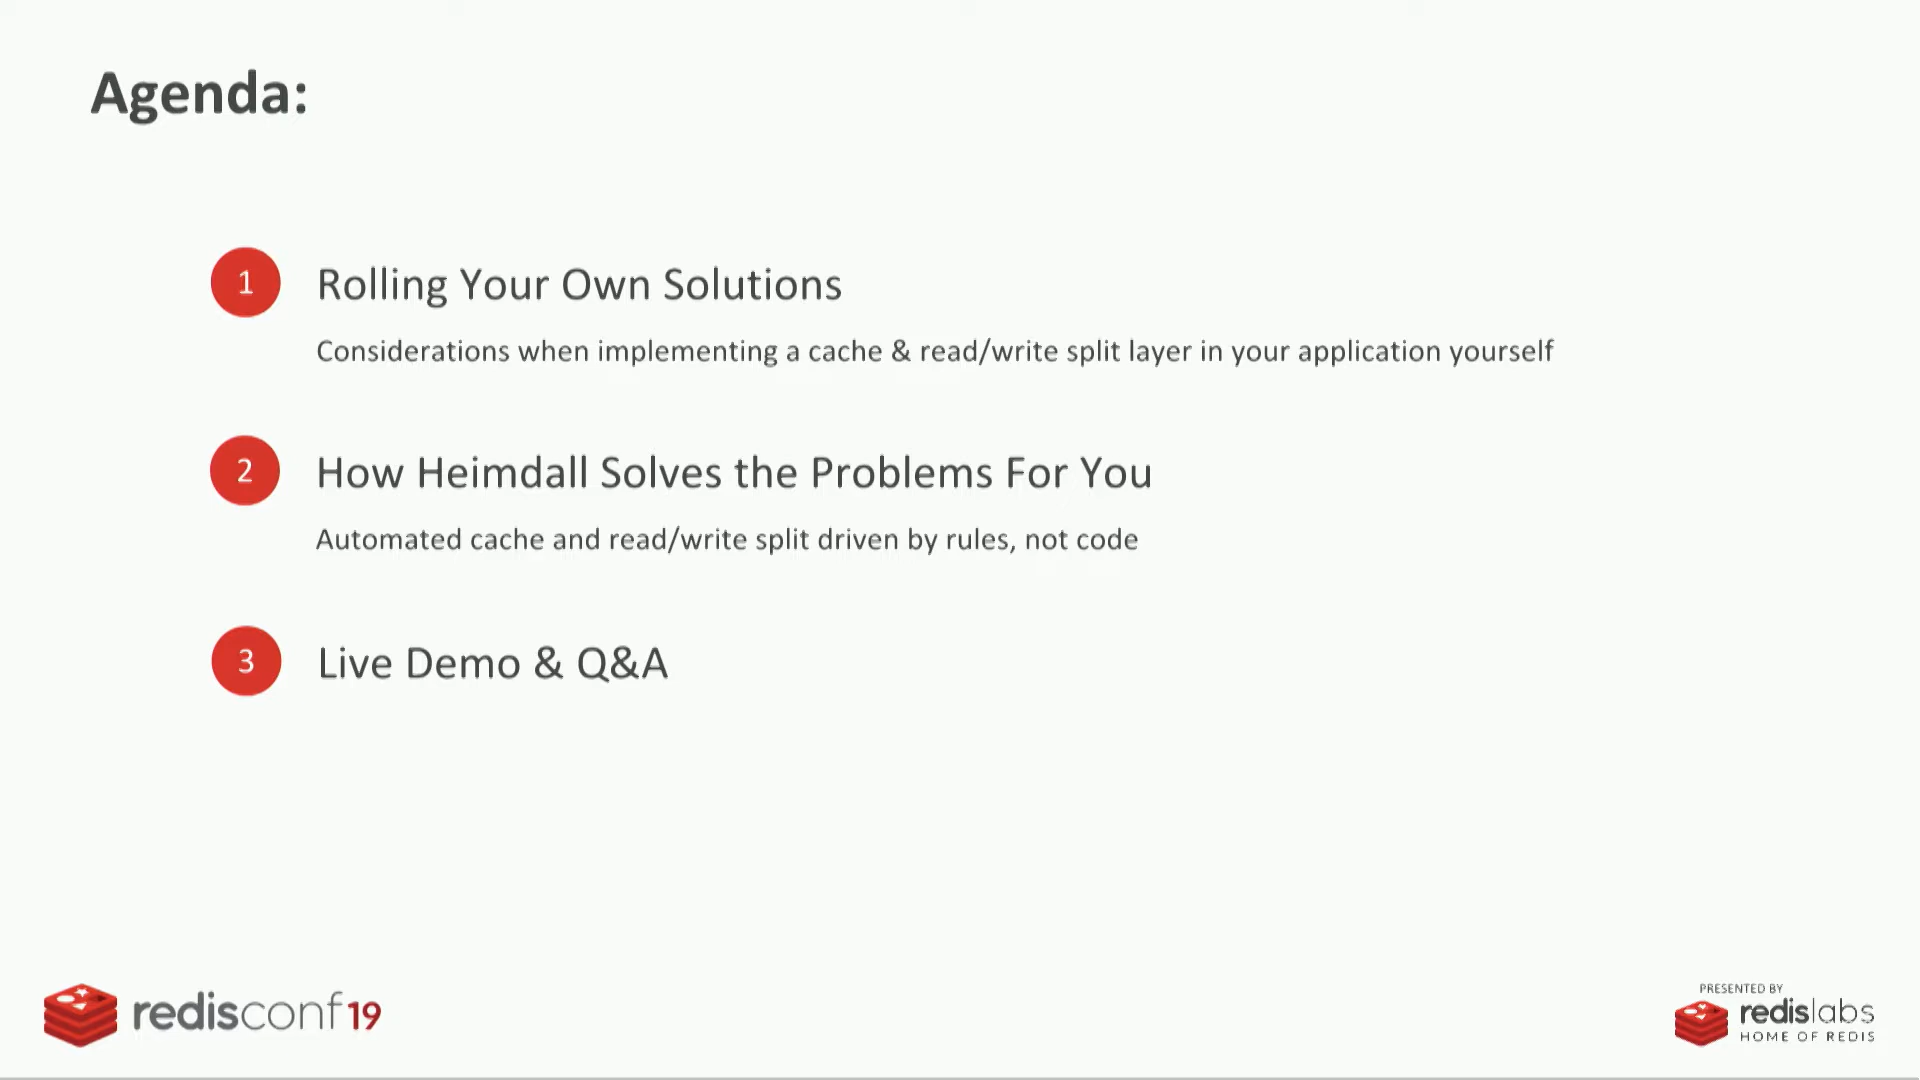 Agenda:
1
Rolling Your Own Solutions
Considerations when implementing a cache & read/write split layer in your application yourself
2
How Heimdall Solves the Problems For You
Automated cache and read/write split driven by rules, not code
3
Live Demo & Q&A
redisconf19
PRESENTED BY
redislabs
HOME OF REDIS